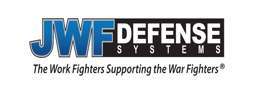 JWF DEFENSE
SYSTEMS
The Work Fighters Supporting the War Fighters®